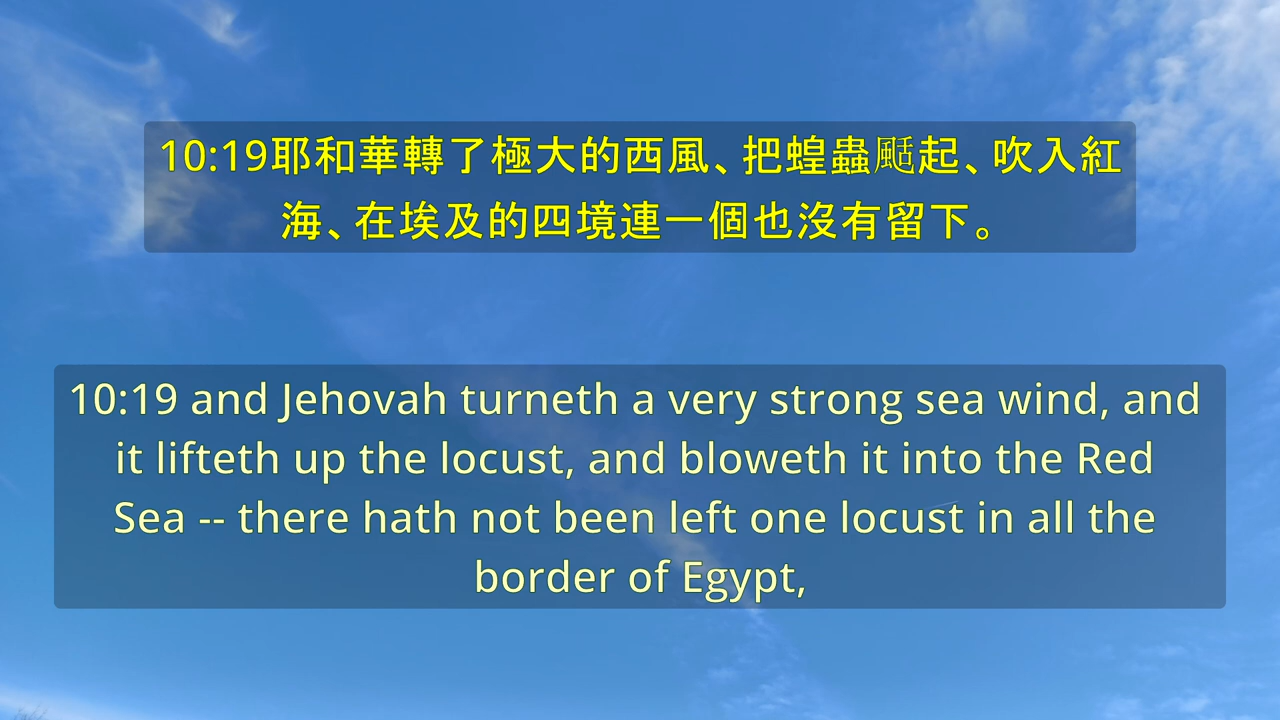 10:19耶和華轉了極大的西風、把蝗蟲颳起、吹入紅
海、在埃及的四境連一個也沒有留下。
10:19 and Jehovah turneth a very strong sea wind, and
it lifteth up the locust, and bloweth it into the Red
Sea -- there hath not been left one locust in all the
border of Egypt,